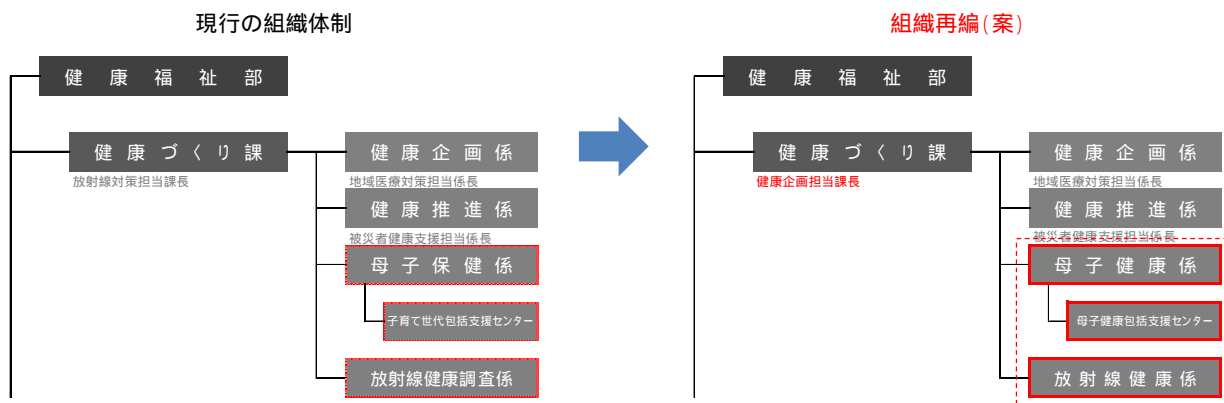 現行の組織体制
健康福祉部
健康づくり課
放射線対策担当課長
健康企画係
地域医療対策担当係長
健康推進係
被災者健康支援担当係長
母子保健係
子育て世代包括支援センター
放射線健康調査係
組織再編(案)
健康福祉部
健康づくり課
健康企画担当課長
健康企画係
地域医療対策担当係長
健康推進係
被災者健康支援担当係長
母子健康係
母子健康包括支援センター
放射線健康係